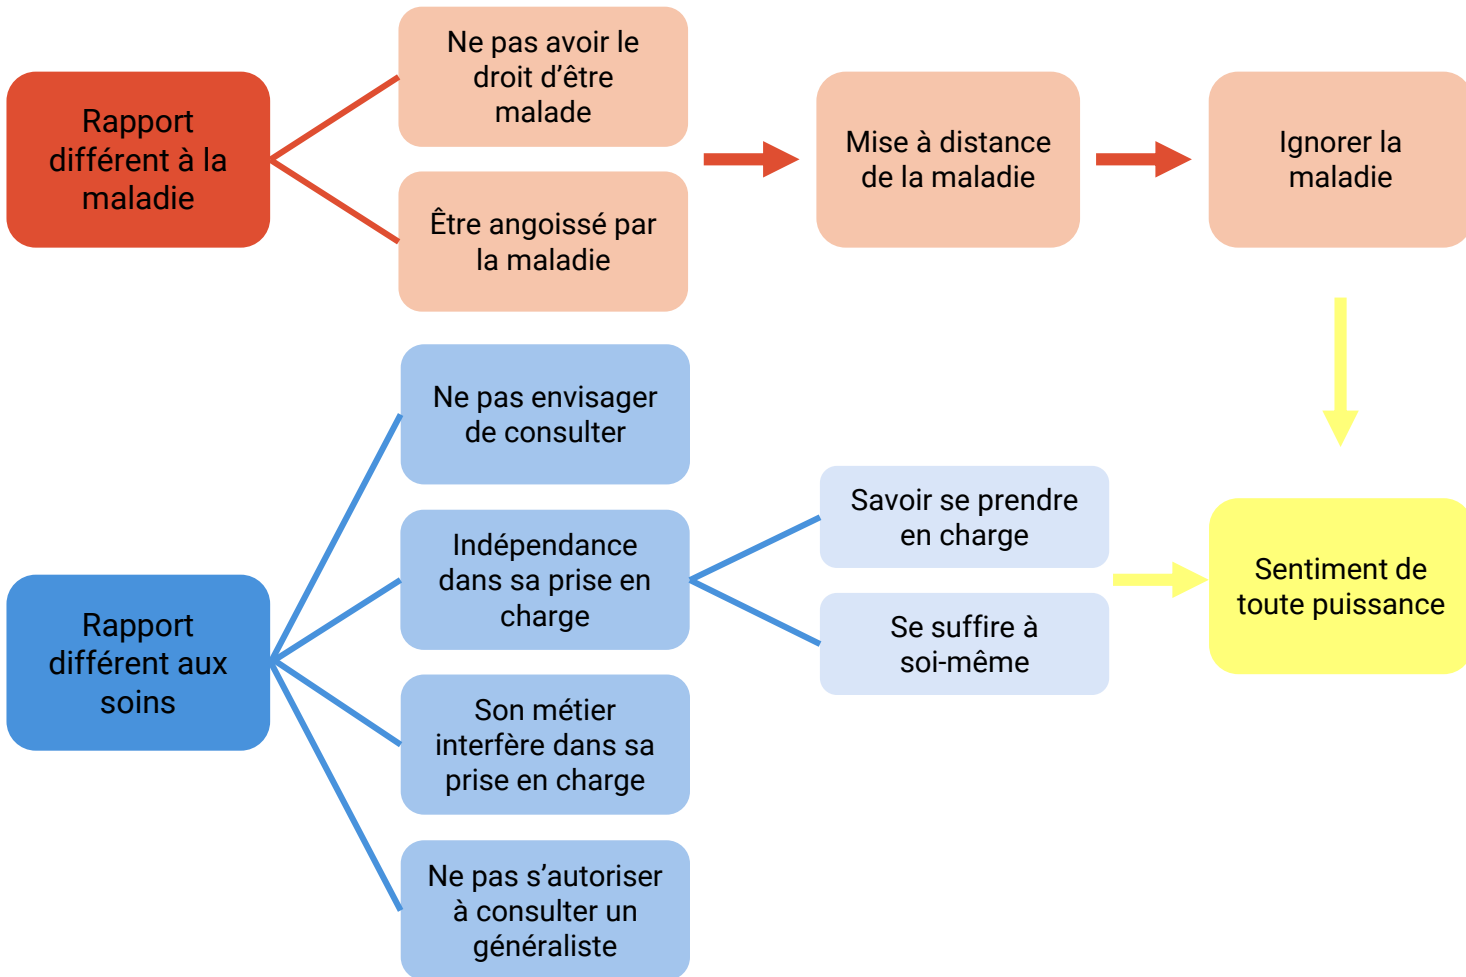 Rapport
différent à la
maladie
Ne pas avoir le
droit d’être
malade
Être angoissé par
la maladie
Mise à distance
de la maladie
Ignorer la
maladie
Rapport
différent aux
soins
Ne pas envisager
de consulter
Indépendance
dans sa prise en
charge
Son métier
interfère dans sa
prise en charge
Ne pas s’autoriser
à consulter un
généraliste
Savoir se prendre
en charge
Se suffire à
soi-même
Sentiment de
toute puissance